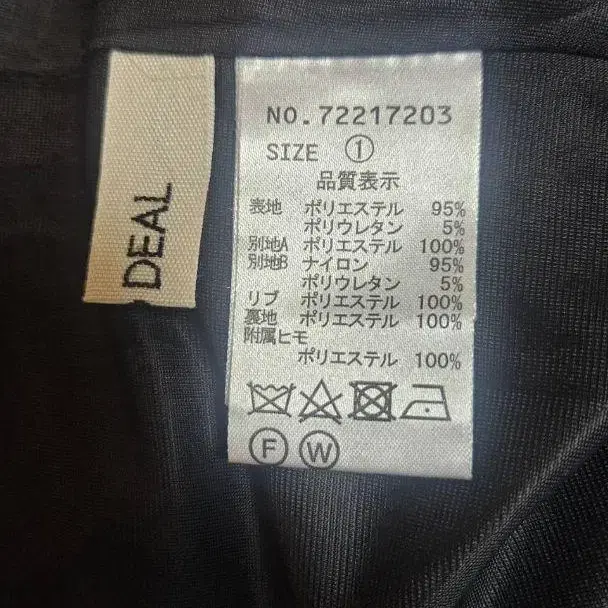 DEAL
NO.72217203
SIZE ①
品質表示
表地 ポリエステル 95%
ポリウレタン 5%
別地A ポリエステル 100%
別地B ナイロン 95%
ポリウレタン 5%
リブ ポリエステル 100%
裏地 ポリエステル 100%
附属ヒモ
ポリエステル 100%
Ⓕ Ⓦ